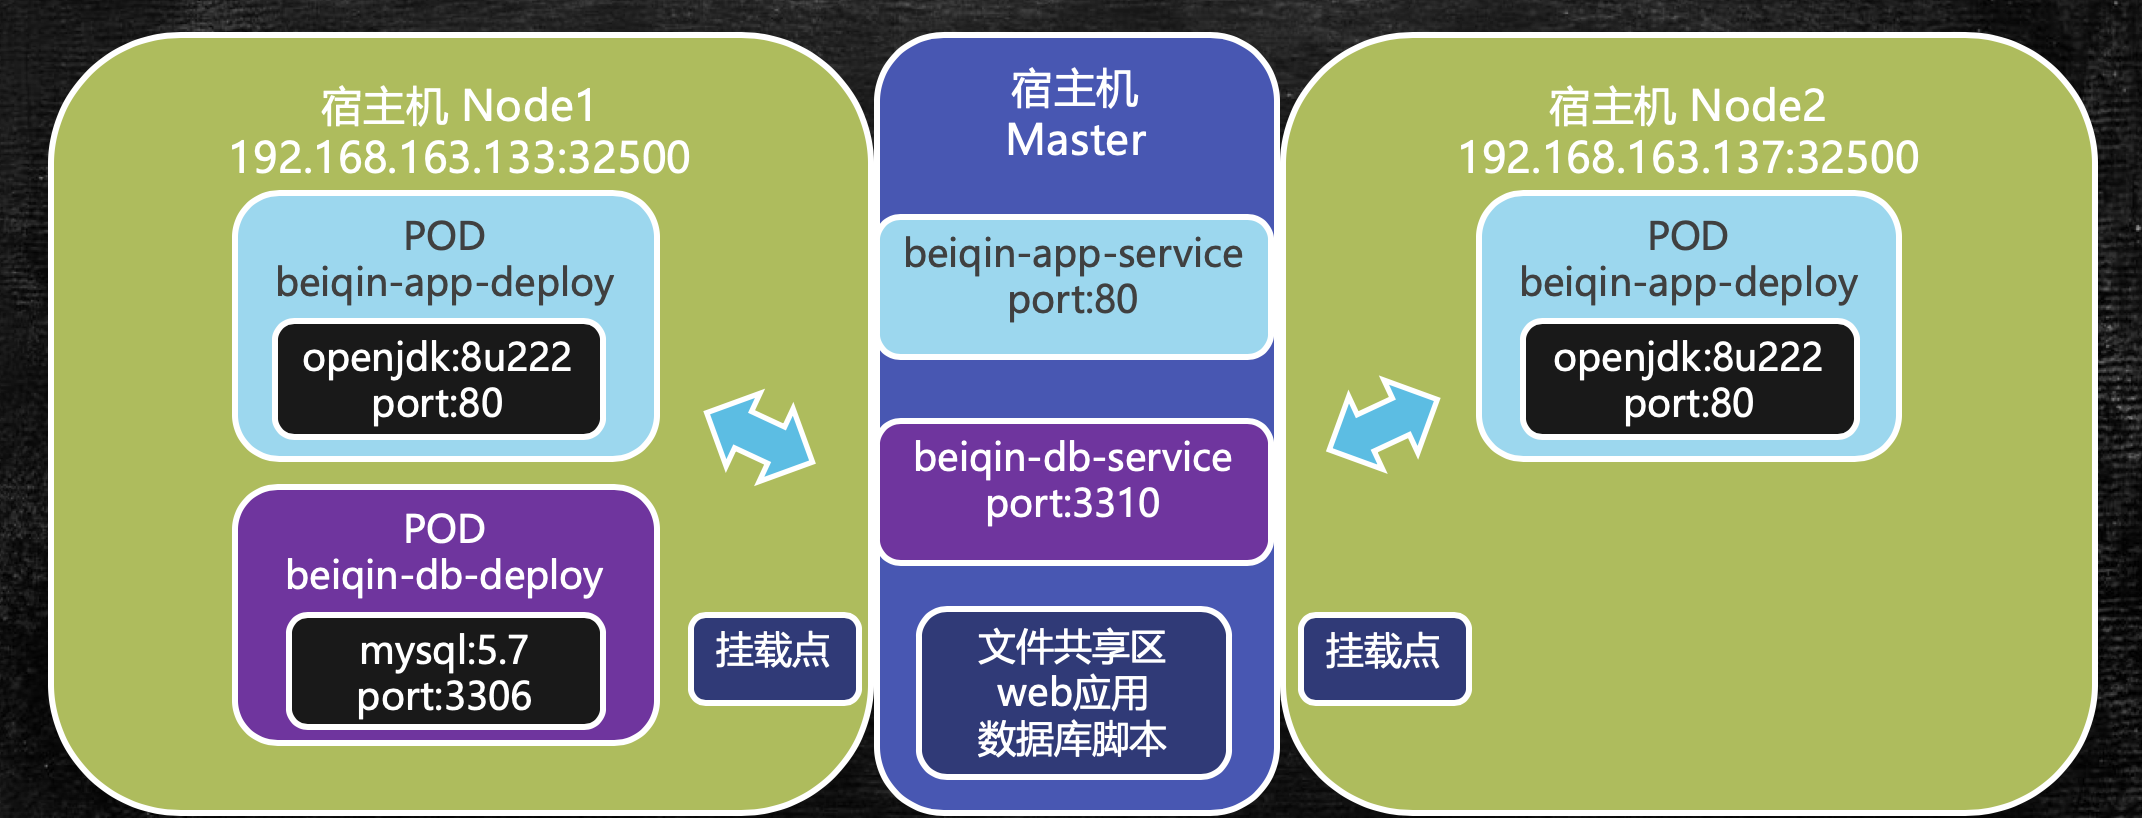 宿主机 Node1
192.168.163.133:32500
POD
beiqin-app-deploy
openjdk:8u222
port:80
POD
beiqin-db-deploy
mysql:5.7
port:3306
挂载点
宿主机
Master
beiqin-app-service
port:80
beiqin-db-service
port:3310
文件共享区
web应用
数据库脚本
宿主机 Node2
192.168.163.137:32500
POD
beiqin-app-deploy
openjdk:8u222
port:80
挂载点